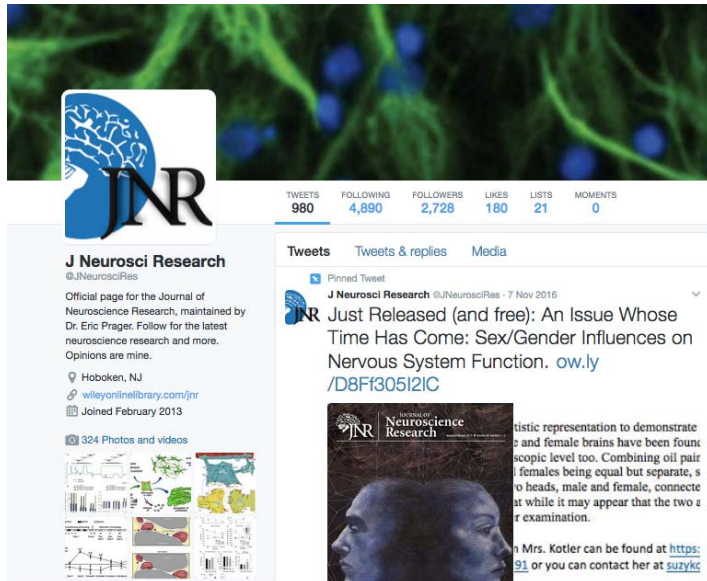 JNR
TWEETS FOLLOWING FOLLOWERS LIKES LISTS MOMENTS
980 4,890 2,728 180 21 0
J Neurosci Research
@JNeurosciRes
Official page for the Journal of
Neuroscience Research, maintained by
Dr. Eric Prager. Follow for the latest
neuroscience research and more.
Opinions are mine.
Hoboken, NJ
wileyonlinelibrary.com/jnr
Joined February 2013
324 Photos and videos
Tweets Tweets & replies Media
Pinned Tweet
J Neurosci Research @JNeurosciRes · 7 Nov 2016
JNR
Just Released (and free): An Issue Whose
Time Has Come: Sex/Gender Influences on
Nervous System Function. ow.ly
/D8Ff305I2IC
JNR
JOURNAL OF
Neuroscience
Research
tistic representation to demonstrate
e and female brains have been found
scopic level too. Combining oil pair
females being equal but separate, s
o heads, male and female, connecte
at while it may appear that the two a
r examination.
n Mrs. Kotler can be found at https:
91 or you can contact her at suzykc